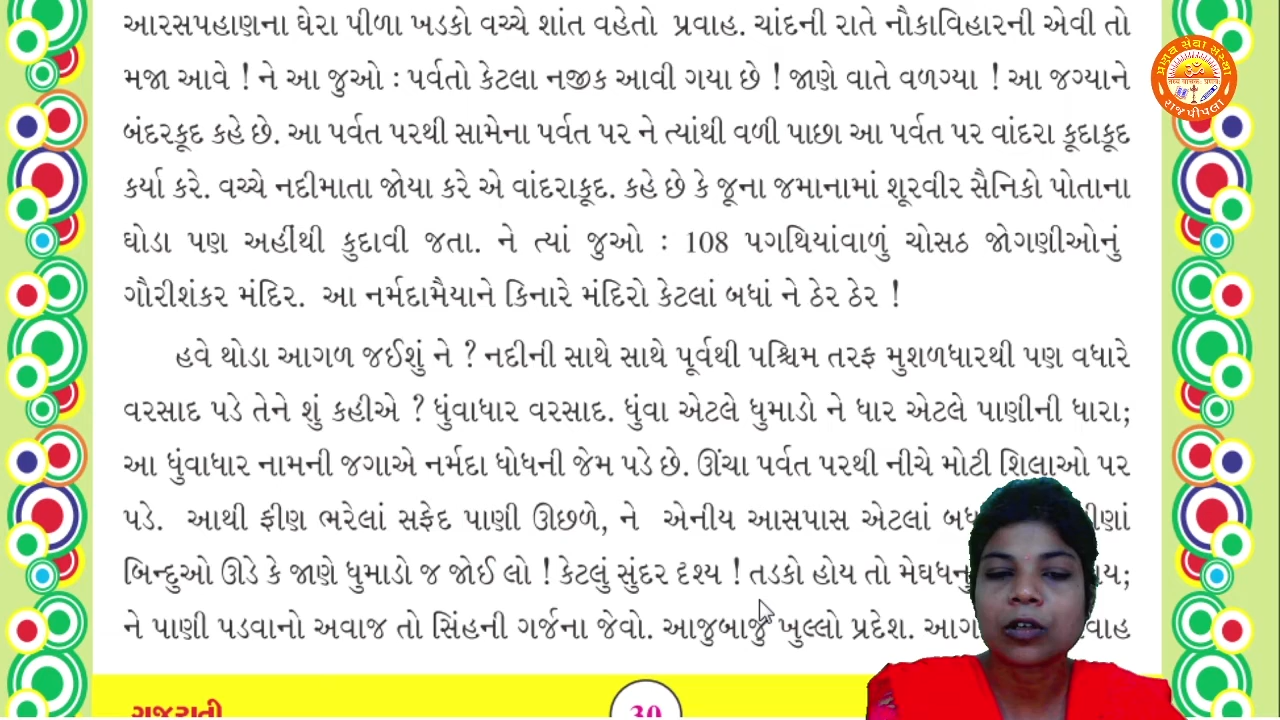 આરસપહાણના ઘેરા પીળા ખડકો વચ્ચે શાંત વહેતો પ્રવાહ. ચાંદની રાતે નૌકાવિહારની એવી તો
મજા આવે ! ને આ જુઓ : પર્વતો કેટલા નજીક આવી ગયા છે ! જાણે વાતે વળગ્યા ! આ જગ્યાને
બંદરકૂદ કહે છે. આ પર્વત પરથી સામેના પર્વત પર ને ત્યાંથી વળી પાછા આ પર્વત પર વાંદરા કૂદાકૂદ
કર્યા કરે. વચ્ચે નદીમાતા જોયા કરે એ વાંદરાકૂદ. કહે છે કે જૂના જમાનામાં શૂરવીર સૈનિકો પોતાના
ઘોડા પણ અહીંથી કુદાવી જતા. ને ત્યાં જુઓ : 108 પગથિયાંવાળું ચોસઠ જોગણીઓનું
ગૌરીશંકર મંદિર. આ નર્મદામૈયાને કિનારે મંદિરો કેટલાં બધાં ને ઠેર ઠેર !
હવે થોડા આગળ જઈશું ને ? નદીની સાથે સાથે પૂર્વથી પશ્ચિમ તરફ મુશળધારથી પણ વધારે
વરસાદ પડે તેને શું કહીએ ? ધુંવાધાર વરસાદ. ધુંવા એટલે ધુમાડો ને ધાર એટલે પાણીની ધારા;
આ ધુંવાધાર નામની જગાએ નર્મદા ધોધની જેમ પડે છે. ઊંચા પર્વત પરથી નીચે મોટી શિલાઓ પર
પડે. આથી ફીણ ભરેલાં સફેદ પાણી ઊછળે, ને એનીય આસપાસ એટલાં
બિન્દુઓ ઊડે કે જાણે ધુમાડો જ જોઈ લો ! કેટલું સુંદર દૃશ્ય ! તડકો હોય તો
ને પાણી પડવાનો અવાજ તો સિંહની ગર્જના જેવો. આજુબાજુ ખુલ્લો પ્રદેશ.
ગુજરાતી
30
પ્રણવ સેવા સંસ્થા
રાજપીપલા